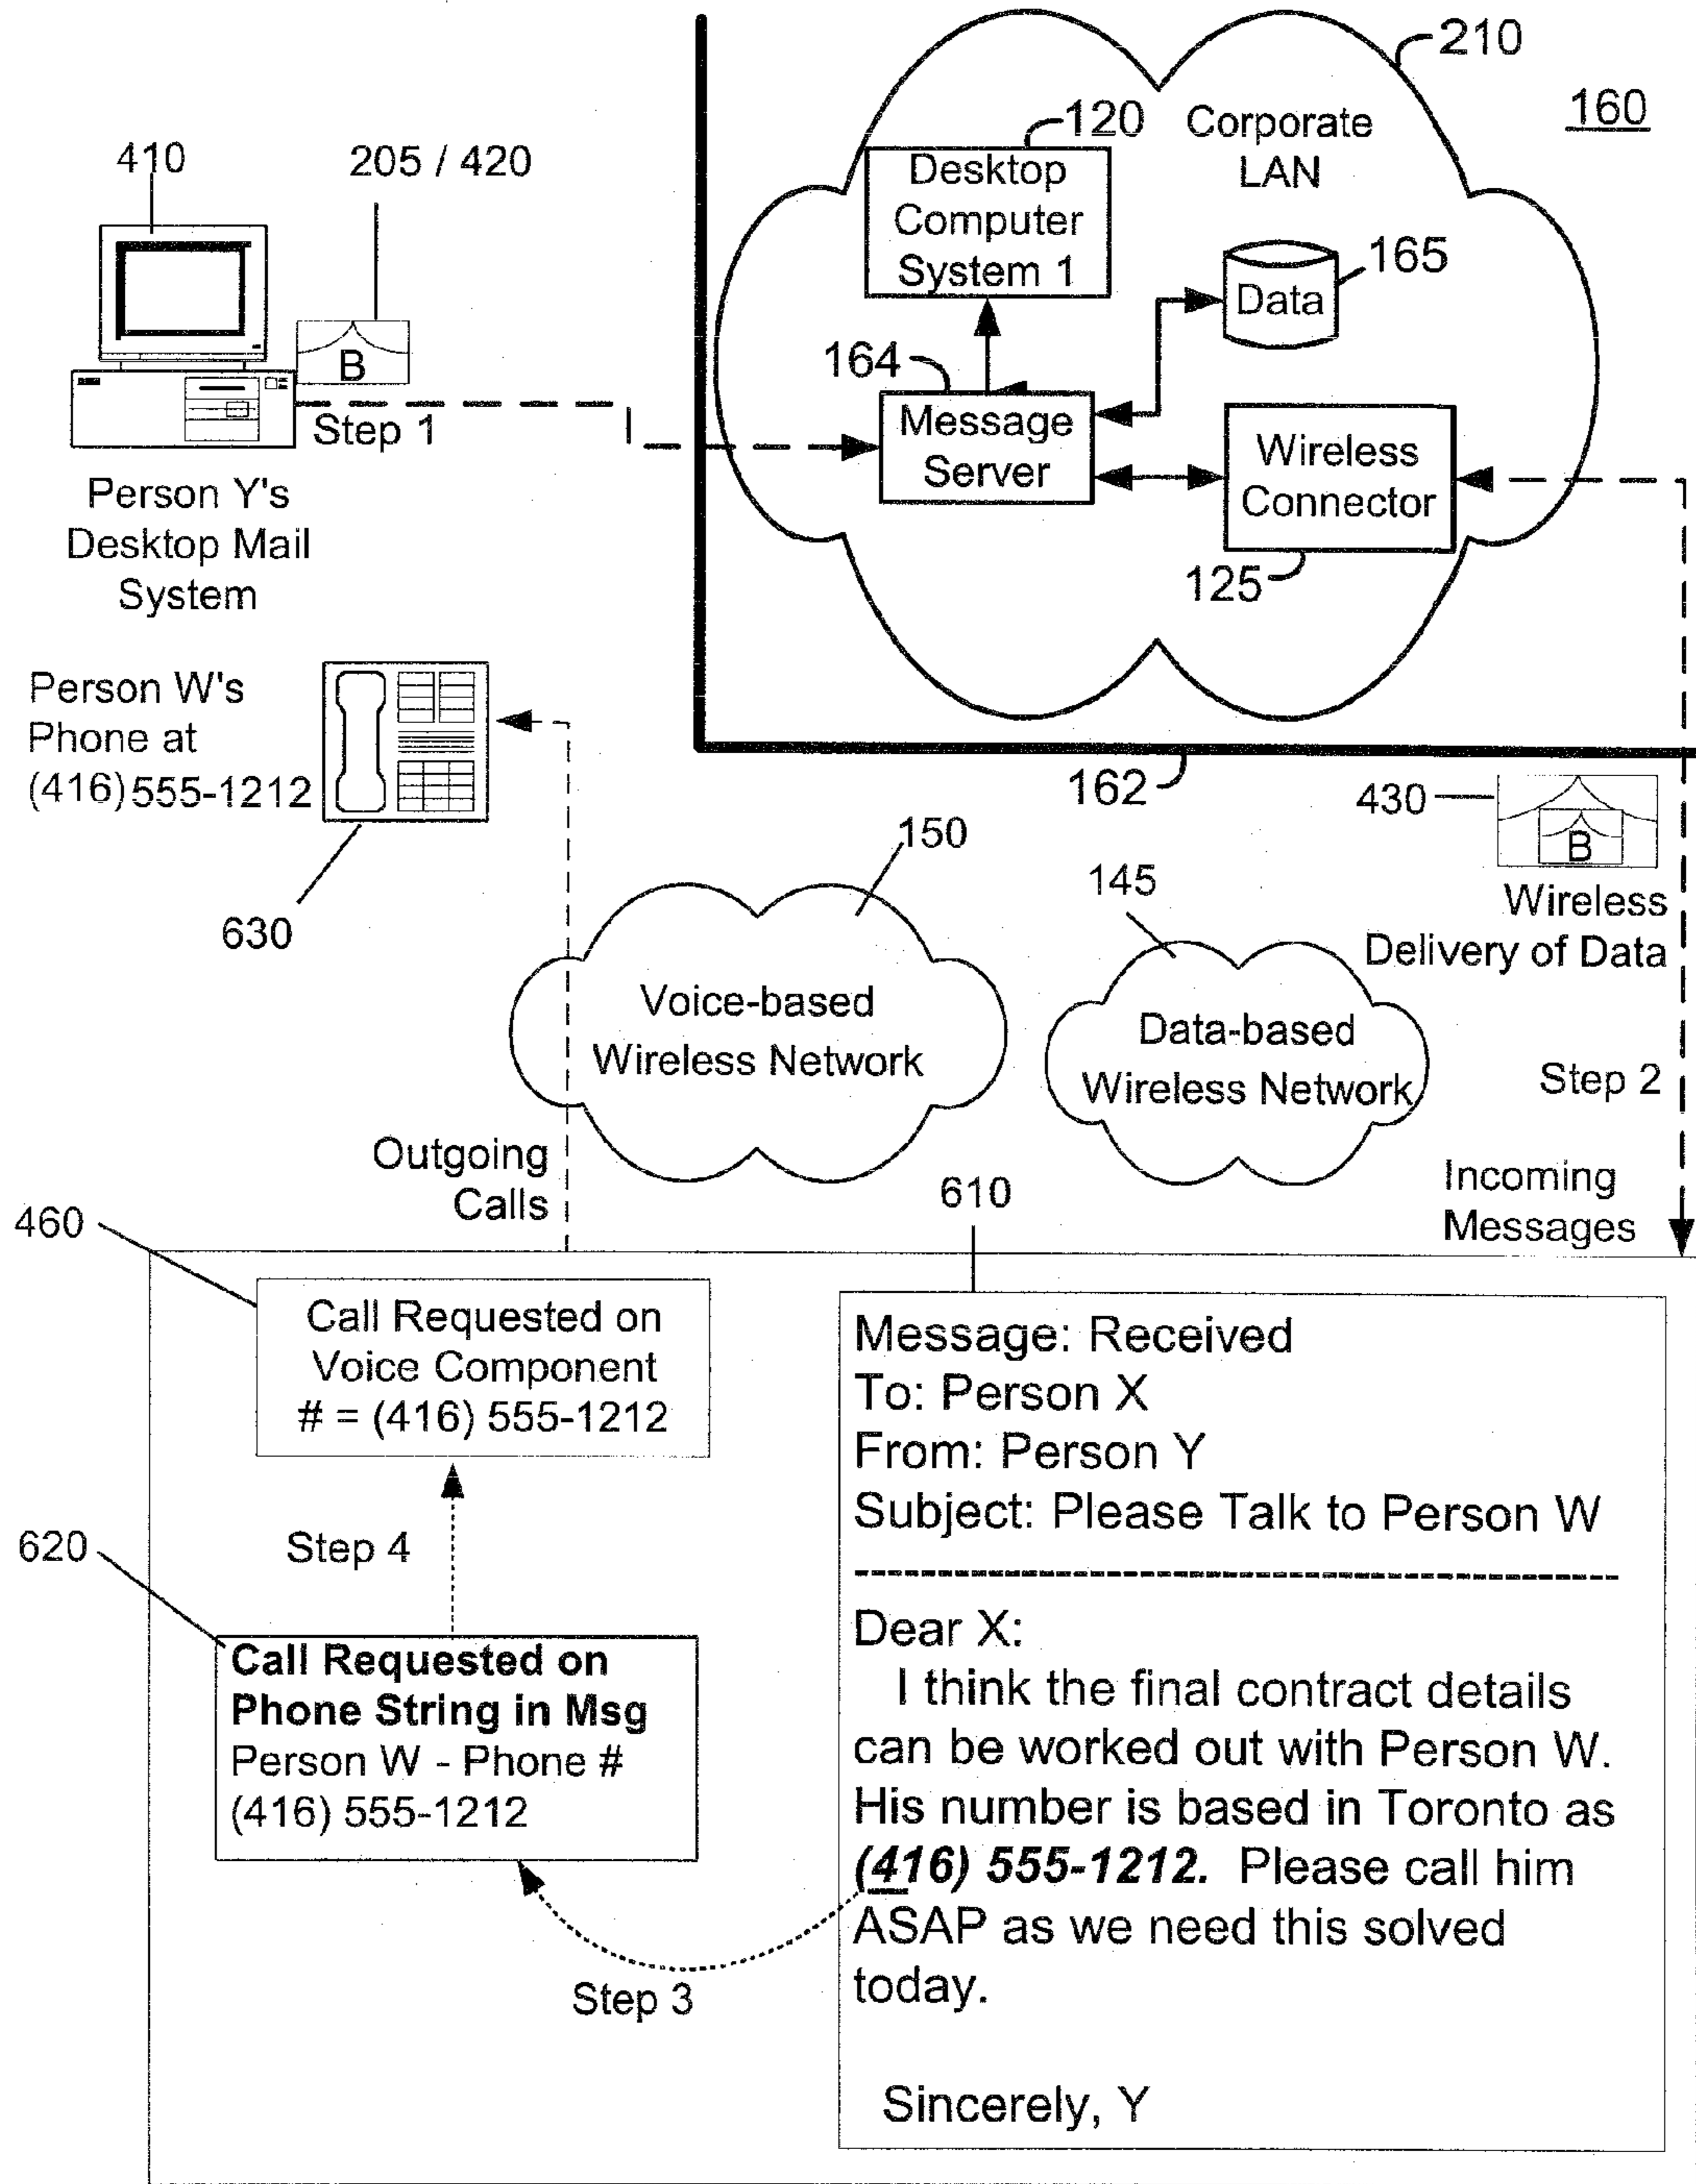 210
160
120
Corporate
LAN
410
205 / 420
Desktop
Computer
System 1
165
Data
164
B
Step 1
Message
Server
Wireless
Connector
125
Person Y's
Desktop Mail
System
Person W's
Phone at
(416) 555-1212
630
162
430
B
Wireless
Delivery of Data
150
145
Voice-based
Wireless Network
Data-based
Wireless Network
Step 2
Outgoing
Calls
Incoming
Messages
610
460
Call Requested on
Voice Component
# = (416) 555-1212
Step 4
620
Call Requested on
Phone String in Msg
Person W - Phone #
(416) 555-1212
Step 3
Message: Received
To: Person X
From: Person Y
Subject: Please Talk to Person W
Dear X:
I think the final contract details
can be worked out with Person W.
His number is based in Toronto as
(416) 555-1212. Please call him
ASAP as we need this solved
today.
Sincerely, Y